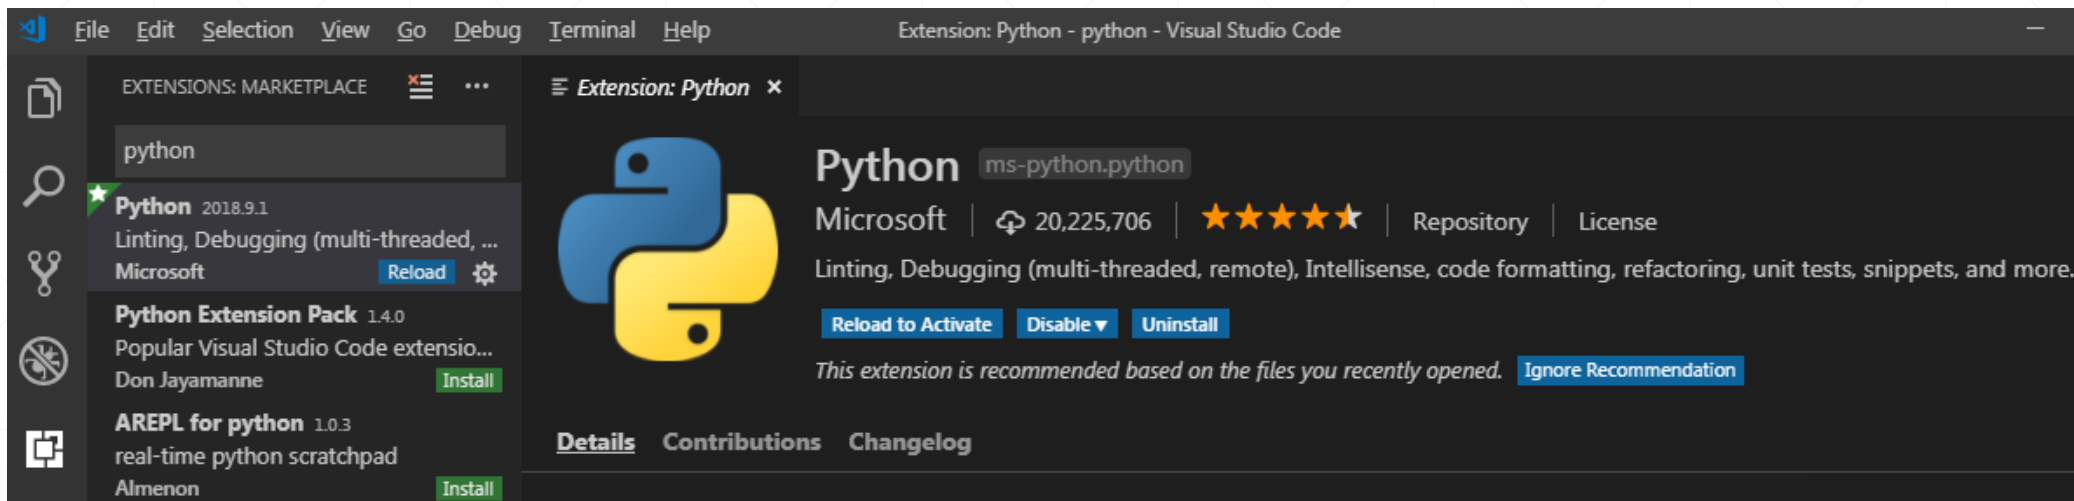 File Edit Selection View Go Debug Terminal Help Extension: Python - python - Visual Studio Code
EXTENSIONS: MARKETPLACE
python
Python 2018.9.1
Linting, Debugging (multi-threaded, ...
Microsoft Reload
Python Extension Pack 1.4.0
Popular Visual Studio Code extensio...
Don Jayamanne Install
AREPL for python 1.0.3
real-time python scratchpad
Almenon Install
Extension: Python
Python ms-python.python
Microsoft 20,225,706 Repository License
Linting, Debugging (multi-threaded, remote), Intellisense, code formatting, refactoring, unit tests, snippets, and more.
Reload to Activate Disable Uninstall
This extension is recommended based on the files you recently opened. Ignore Recommendation
Details Contributions Changelog